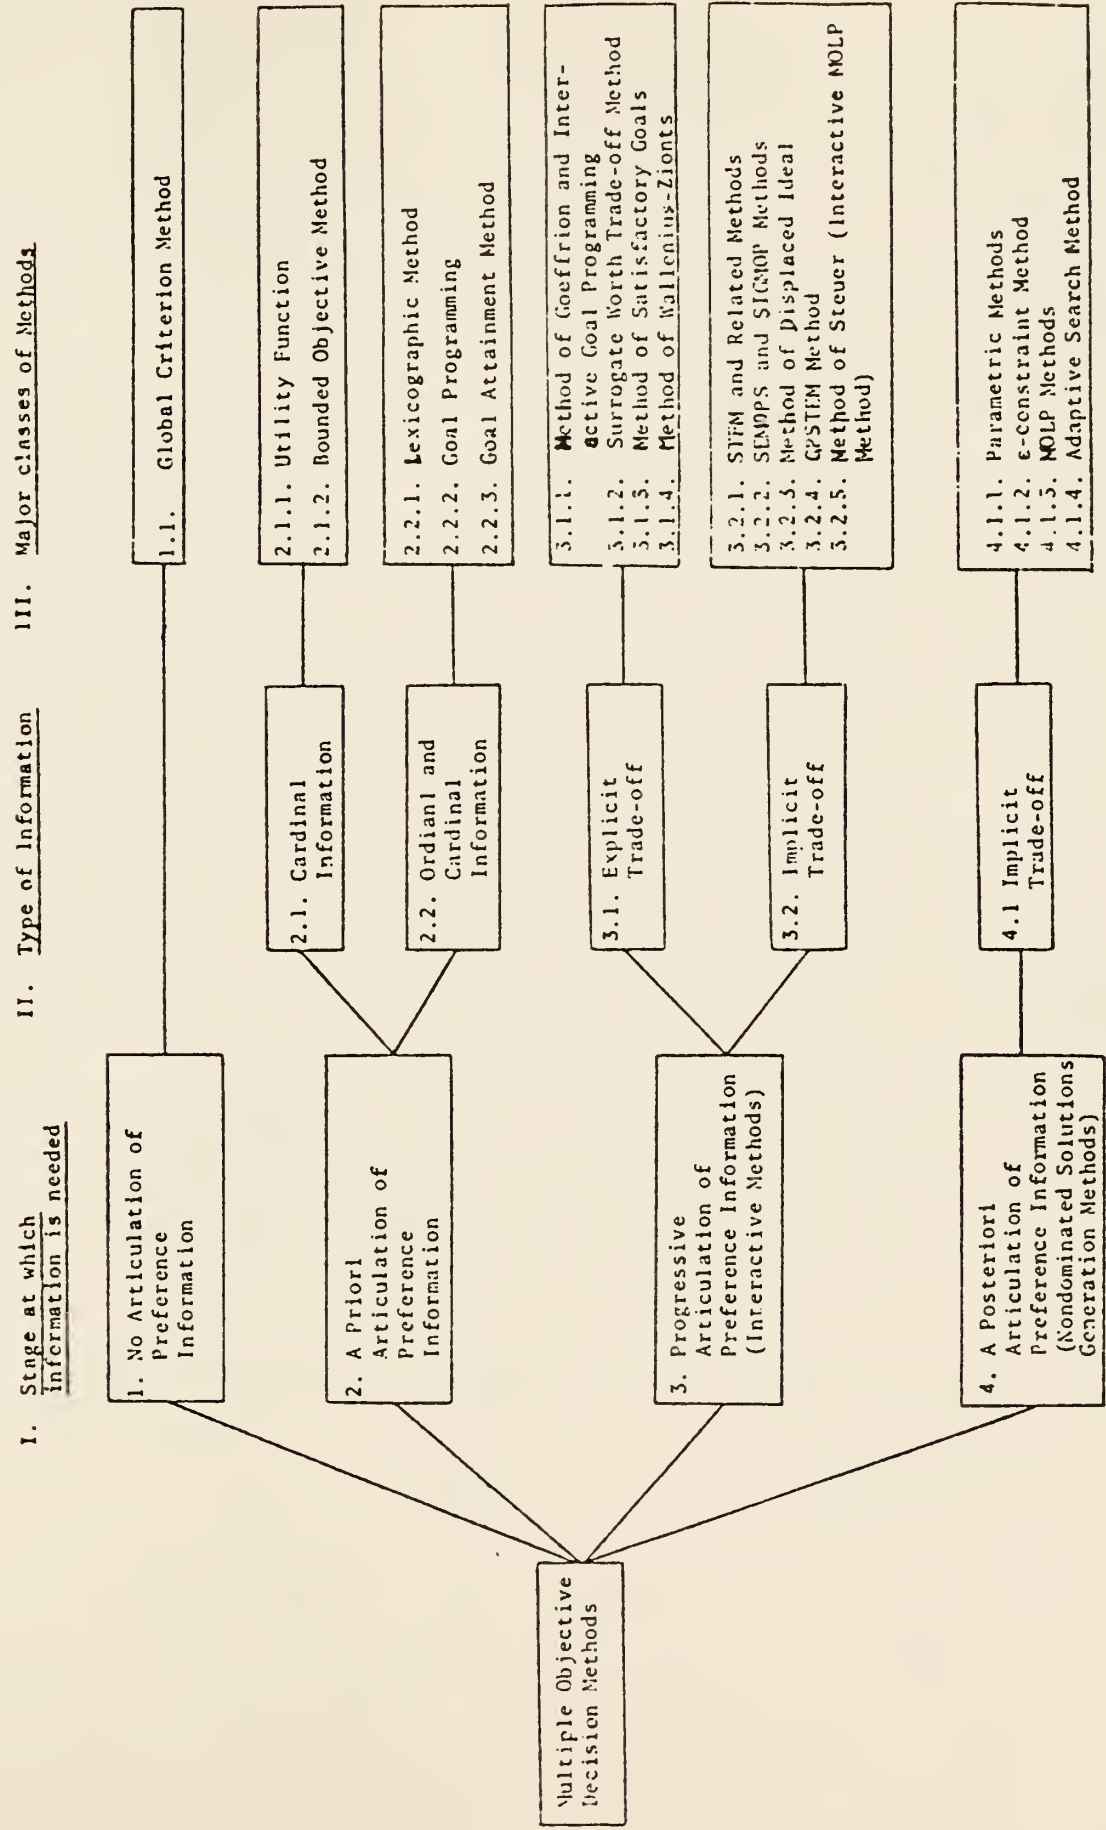 I. Stage at which
information is needed
II. Type of Information
III. Major classes of Methods
Multiple Objective
Decision Methods
1. No Articulation of
Preference
Information
2. A Priori
Articulation of
Preference
Information
3. Progressive
Articulation of
Preference Information
(Interactive Methods)
4. A Posteriori
Articulation of
Preference Information
(Nondominated Solutions
Generation Methods)
2.1. Cardinal
Information
2.2. Ordianl and
Cardinal
Information
3.1. Explicit
Trade-off
3.2. Implicit
Trade-off
4.1 Implicit
Trade-off
1.1. Global Criterion Method
2.1.1. Utility Function
2.1.2. Bounded Objective Method
2.2.1. Lexicographic Method
2.2.2. Goal Programming
2.2.3. Goal Attainment Method
3.1.1. Method of Goeffrion and Inter-
active Goal Programming
3.1.2. Surrogate Worth Trade-off Method
3.1.3. Method of Satisfactory Goals
3.1.4. Method of Wallenius-Zionts
3.2.1. STEM and Related Methods
3.2.2. SEMOPS and SIGMOP Methods
3.2.3. Method of Displaced Ideal
3.2.4. GPSTEM Method
3.2.5. Method of Steuer (Interactive MOLP
Method)
4.1.1. Parametric Methods
4.1.2. ε-constraint Method
4.1.3. MOLP Methods
4.1.4. Adaptive Search Method